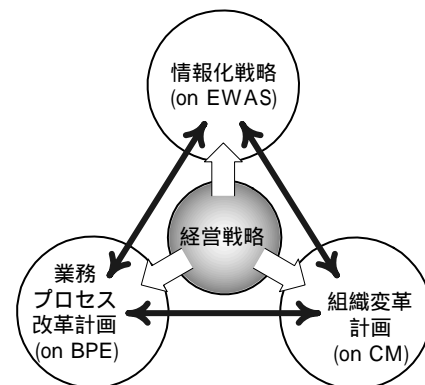 情報化戦略
(on EWAS)
経営戦略
業務
プロセス
改革計画
(on BPE)
組織変革
計画
(on CM)